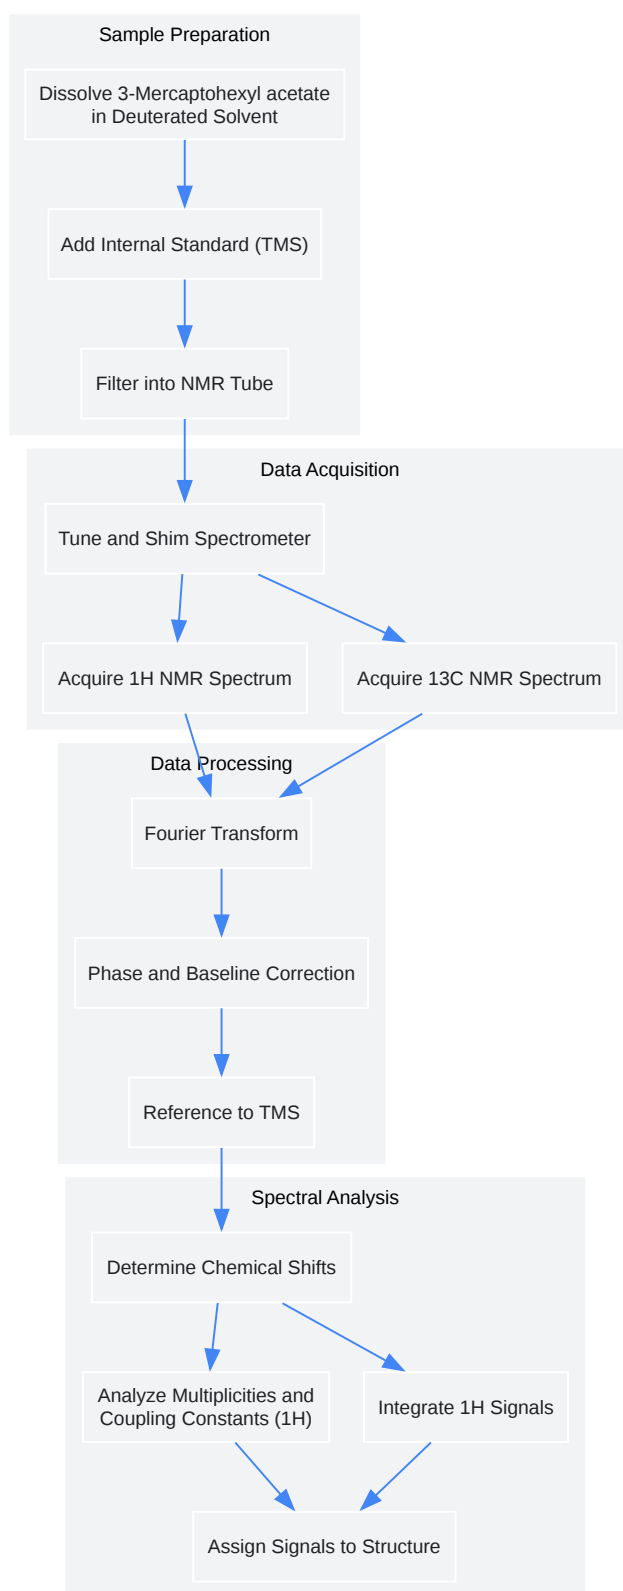 Sample Preparation
Dissolve 3-Mercaptohexyl acetate
in Deuterated Solvent
Add Internal Standard (TMS)
Filter into NMR Tube
Data Acquisition
Tune and Shim Spectrometer
Acquire 1H NMR Spectrum
Acquire 13C NMR Spectrum
Data Processing
Fourier Transform
Phase and Baseline Correction
Reference to TMS
Spectral Analysis
Determine Chemical Shifts
Analyze Multiplicities and
Coupling Constants (1H)
Integrate 1H Signals
Assign Signals to Structure